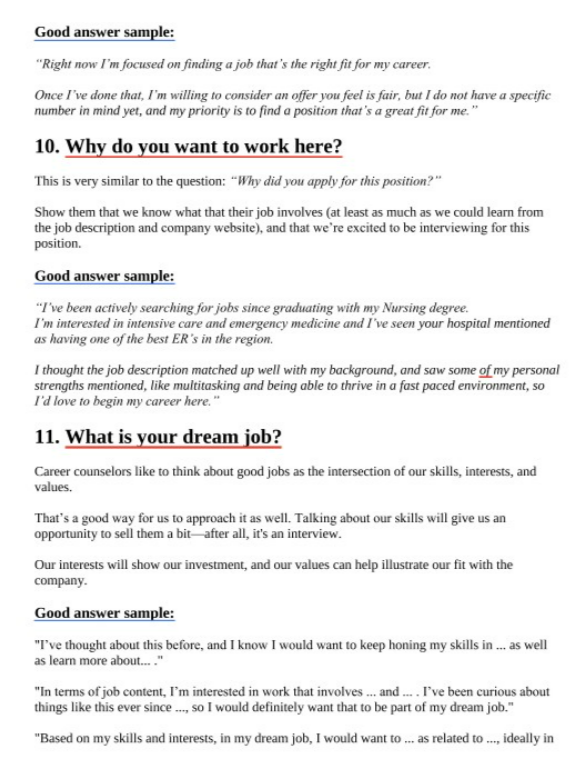 Good answer sample:
“Right now I’m focused on finding a job that’s the right fit for my career.
Once I’ve done that, I’m willing to consider an offer you feel is fair, but I do not have a specific
number in mind yet, and my priority is to find a position that’s a great fit for me.”
10. Why do you want to work here?
This is very similar to the question: “Why did you apply for this position?”
Show them that we know what that their job involves (at least as much as we could learn from
the job description and company website), and that we’re excited to be interviewing for this
position.
Good answer sample:
“I’ve been actively searching for jobs since graduating with my Nursing degree.
I’m interested in intensive care and emergency medicine and I’ve seen your hospital mentioned
as having one of the best ER’s in the region.
I thought the job description matched up well with my background, and saw some of my personal
strengths mentioned, like multitasking and being able to thrive in a fast paced environment, so
I’d love to begin my career here.”
11. What is your dream job?
Career counselors like to think about good jobs as the intersection of our skills, interests, and
values.
That’s a good way for us to approach it as well. Talking about our skills will give us an
opportunity to sell them a bit—after all, it's an interview.
Our interests will show our investment, and our values can help illustrate our fit with the
company.
Good answer sample:
"I’ve thought about this before, and I know I would want to keep honing my skills in ... as well
as learn more about... ."
"In terms of job content, I’m interested in work that involves ... and ... . I’ve been curious about
things like this ever since ..., so I would definitely want that to be part of my dream job."
"Based on my skills and interests, in my dream job, I would want to ... as related to ..., ideally in